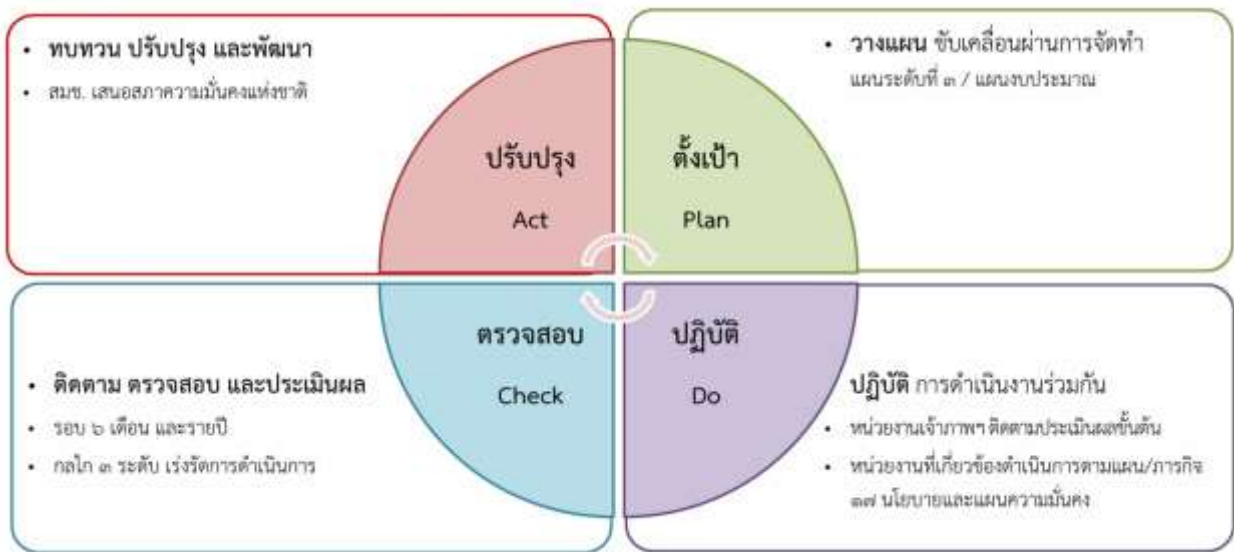 • ทบทวน ปรับปรุง และพัฒนา
• สมช. เสนอสภาความมั่นคงแห่งชาติ
ปรับปรุง
Act
• วางแผน ขับเคลื่อนผ่านการจัดทำ
แผนระดับที่ ๓ / แผนงบประมาณ
ตั้งเป้า
Plan
• ติดตาม ตรวจสอบ และประเมินผล
• รอบ ๖ เดือน และรายปี
• กลไก ๓ ระดับ เร่งรัดการดำเนินการ
ตรวจสอบ
Check
ปฏิบัติ
Do
ปฏิบัติ การดำเนินงานร่วมกัน
• หน่วยงานเจ้าภาพฯ ติดตามประเมินผลขั้นต้น
• หน่วยงานที่เกี่ยวข้องดำเนินการตามแผน/ภารกิจ
๑๗ นโยบายและแผนความมั่นคง